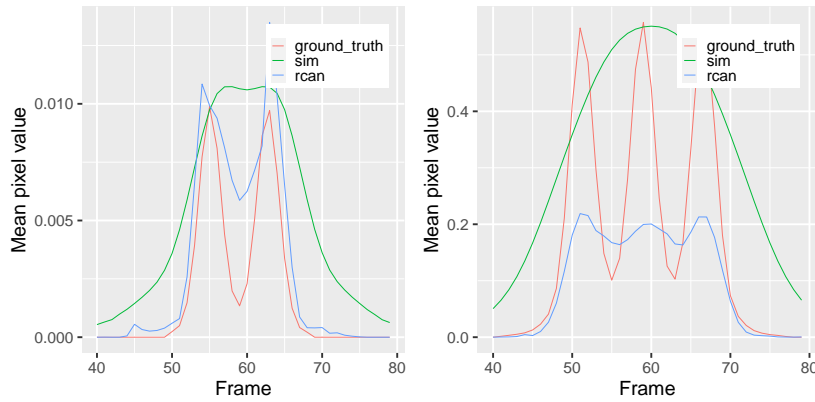 ground_truth
sim
rcan
0.010
0.005
0.000
Mean pixel value
40 50 60 70 80
Frame
ground_truth
sim
rcan
0.4
0.2
0.0
Mean pixel value
40 50 60 70 80
Frame